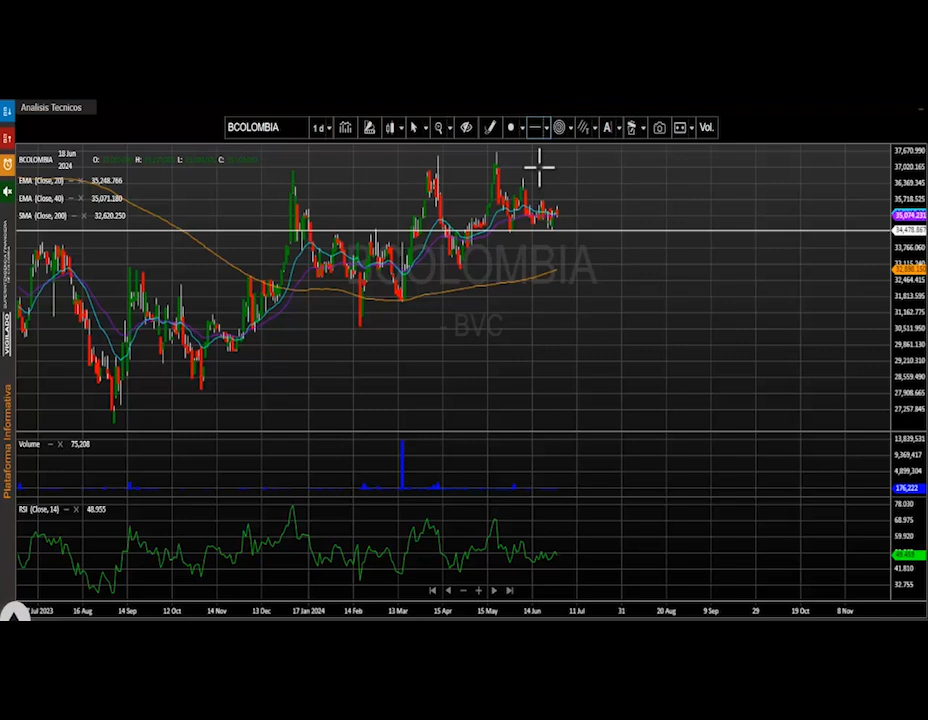 Analisis Tecnicos
BCOLOMBIA 1 d Vol.
BCOLOMBIA 18 Jun 2024 O: H: L: C:
EMA (Close, 20) — X 35,248.766
EMA (Close, 40) — X 35,071.180
SMA (Close, 200) — X 32,620.250
BCOLOMBIA
BVC
37,670.990
37,020.165
36,369.345
35,718.525
35,074.231
34,478.867
33,766.060
32,464.415
31,813.595
31,162.775
30,511.950
29,861.130
29,210.310
28,559.490
27,908.665
27,257.845
Volume — X 75,208
13,839,531
9,369,417
4,899,304
176,222
RSI (Close, 14) — X 48.955
78.030
68.975
59.920
41.810
32.755
Jul 2023 16 Aug 14 Sep 12 Oct 14 Nov 13 Dec 17 Jan 2024 14 Feb 13 Mar 15 Apr 15 May 14 Jun 11 Jul 31 20 Aug 9 Sep 29 19 Oct 8 Nov
VIGILADO
Plataforma Informativa